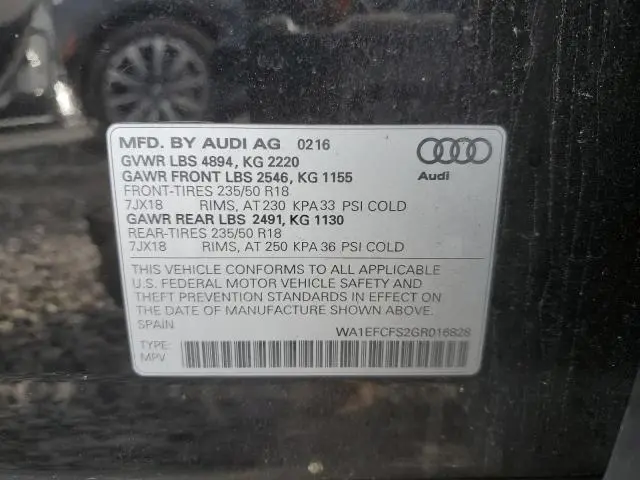 MFD. BY AUDI AG 0216
GVWR LBS 4894, KG 2220
GAWR FRONT LBS 2546, KG 1155
FRONT-TIRES 235/50 R18
7JX18 RIMS, AT 230 KPA 33 PSI COLD
GAWR REAR LBS 2491, KG 1130
REAR-TIRES 235/50 R18
7JX18 RIMS, AT 250 KPA 36 PSI COLD
Audi
THIS VEHICLE CONFORMS TO ALL APPLICABLE
U.S. FEDERAL MOTOR VEHICLE SAFETY AND
THEFT PREVENTION STANDARDS IN EFFECT ON
THE DATE OF MANUFACTURE SHOWN ABOVE.
SPAIN WA1EFCFS2GR016828
TYPE:
MPV